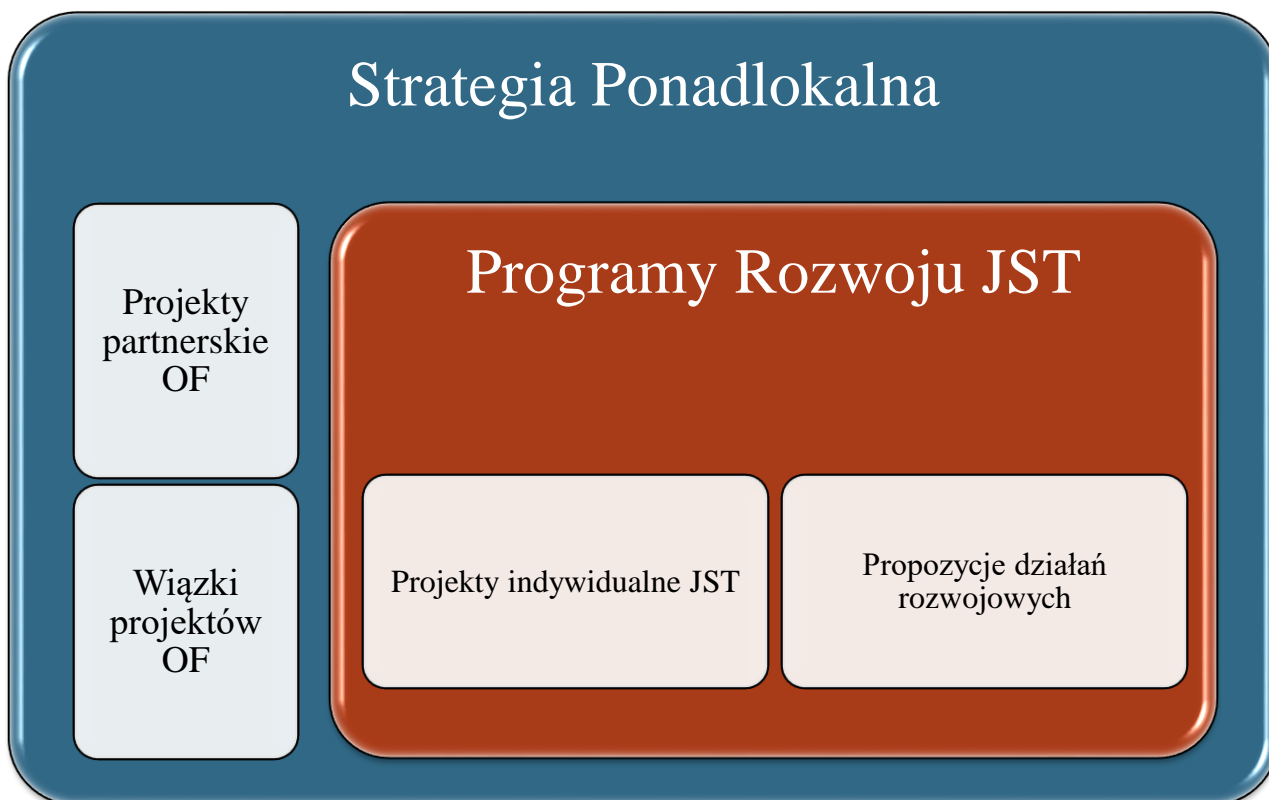 Strategia Ponadlokalna
Projekty
partnerskie
OF
Wiązki
projektów
OF
Programy Rozwoju JST
Projekty indywidualne JST
Propozycje działań
rozwojowych